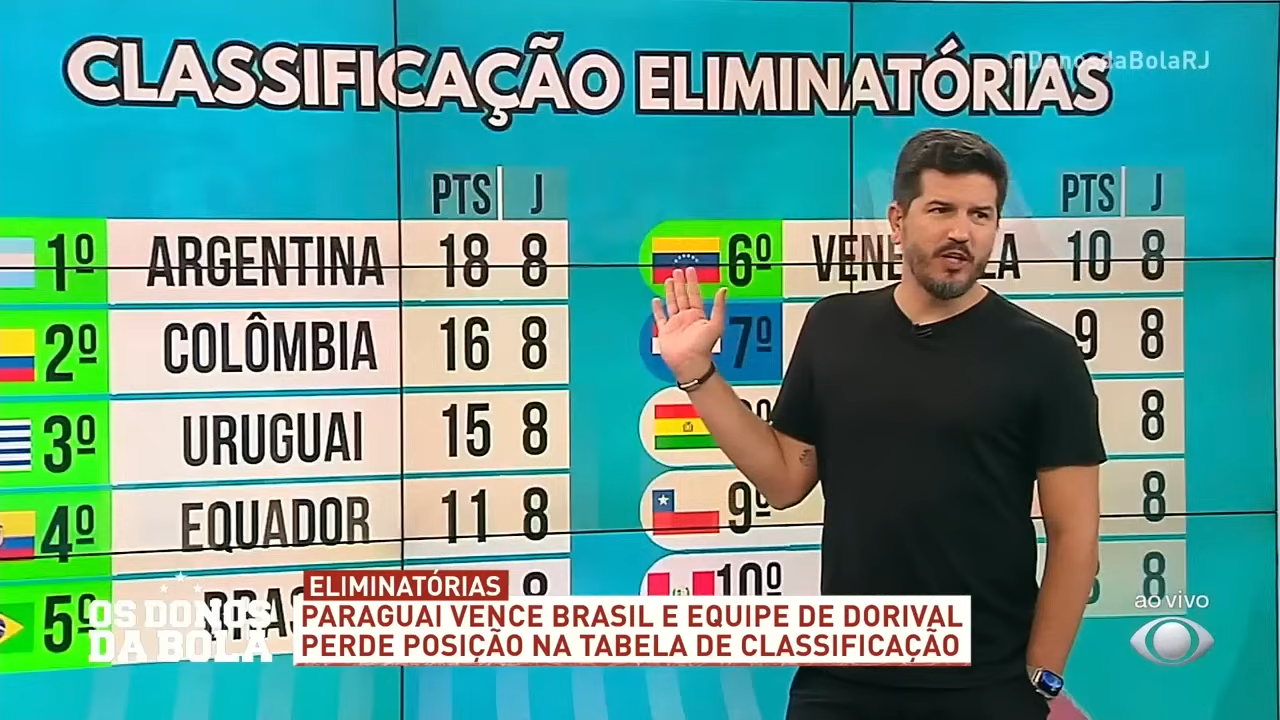 CLASSIFICAÇÃO ELIMINATÓRIAS
@DonosdaBolaRJ
PTS J
1º ARGENTINA 18 8
2º COLÔMBIA 16 8
3º URUGUAI 15 8
4º EQUADOR 11 8
5º 8
PTS J
6º 10 8
7º 9 8
8
9º 8
10º 8
OS DONOS
DA BOLA
ELIMINATÓRIAS
PARAGUAI VENCE BRASIL E EQUIPE DE DORIVAL
PERDE POSIÇÃO NA TABELA DE CLASSIFICAÇÃO
ao vivo